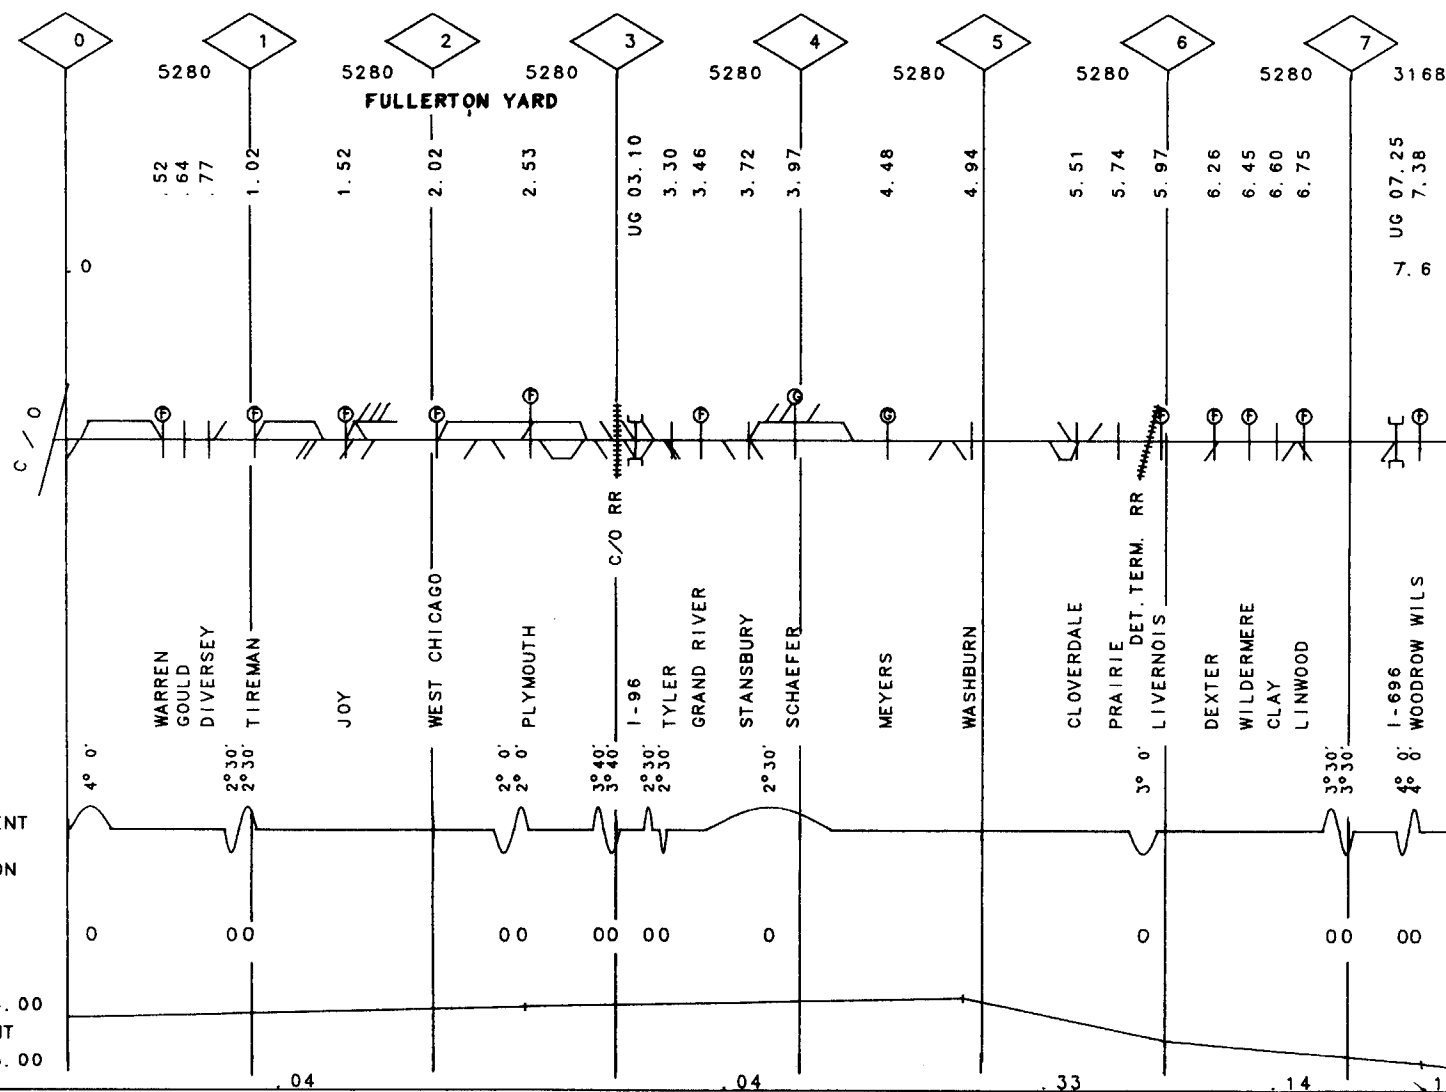 0 1 2 3 4 5 6 7
5280 5280 5280 5280 5280 5280 5280 3168
FULLERTON YARD
.52
.64
.77
1.02
1.52
2.02
2.53
UG 03.10
3.30
3.46
3.72
3.97
4.48
4.94
5.51
5.74
5.97
6.26
6.45
6.60
6.75
UG 07.25
7.38
.0
7.6
F F F F F F G G F F F F F
C/O
C/O RR
DET. TERM. RR
WARREN
GOULD
DIVERSEY
TIREMAN
JOY
WEST CHICAGO
PLYMOUTH
I-96
TYLER
GRAND RIVER
STANSBURY
SCHAEFER
MEYERS
WASHBURN
CLOVERDALE
PRAIRIE
LIVERNOIS
DEXTER
WILDERMERE
CLAY
LINWOOD
I-696
WOODROW WILS
4° 0'
2° 30'
2° 30'
2° 0'
2° 0'
3° 40'
3° 40'
2° 30'
2° 30'
2° 30'
3° 0'
3° 30'
3° 30'
4° 0'
4° 0'
ENT
ON
0 00 00 00 00 0 0 00 00
.00
NT
.00
.04 .04 .33 .14 .1